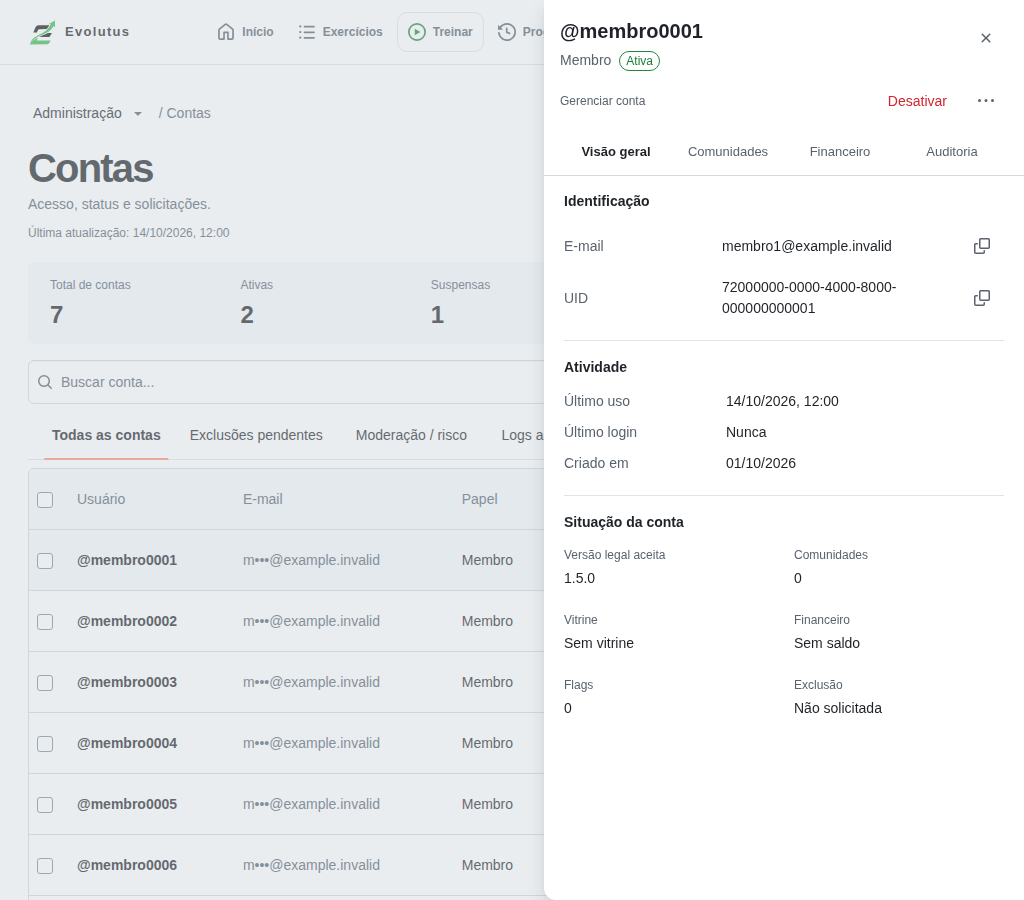 Evolutus
Início
Exercícios
Treinar
Administração
/ Contas
Contas
Acesso, status e solicitações.
Última atualização: 14/10/2026, 12:00
Total de contas
7
Ativas
2
Suspensas
1
Buscar conta...
Todas as contas
Exclusões pendentes
Moderação / risco
Logs
Usuário E-mail Papel
@membro0001 m•••@example.invalid Membro
@membro0002 m•••@example.invalid Membro
@membro0003 m•••@example.invalid Membro
@membro0004 m•••@example.invalid Membro
@membro0005 m•••@example.invalid Membro
@membro0006 m•••@example.invalid Membro
@membro0001
Membro Ativa
Gerenciar conta Desativar
Visão geral Comunidades Financeiro Auditoria
Identificação
E-mail membro1@example.invalid
UID 72000000-0000-4000-8000-
000000000001
Atividade
Último uso 14/10/2026, 12:00
Último login Nunca
Criado em 01/10/2026
Situação da conta
Versão legal aceita
1.5.0
Comunidades
0
Vitrine
Sem vitrine
Financeiro
Sem saldo
Flags
0
Exclusão
Não solicitada